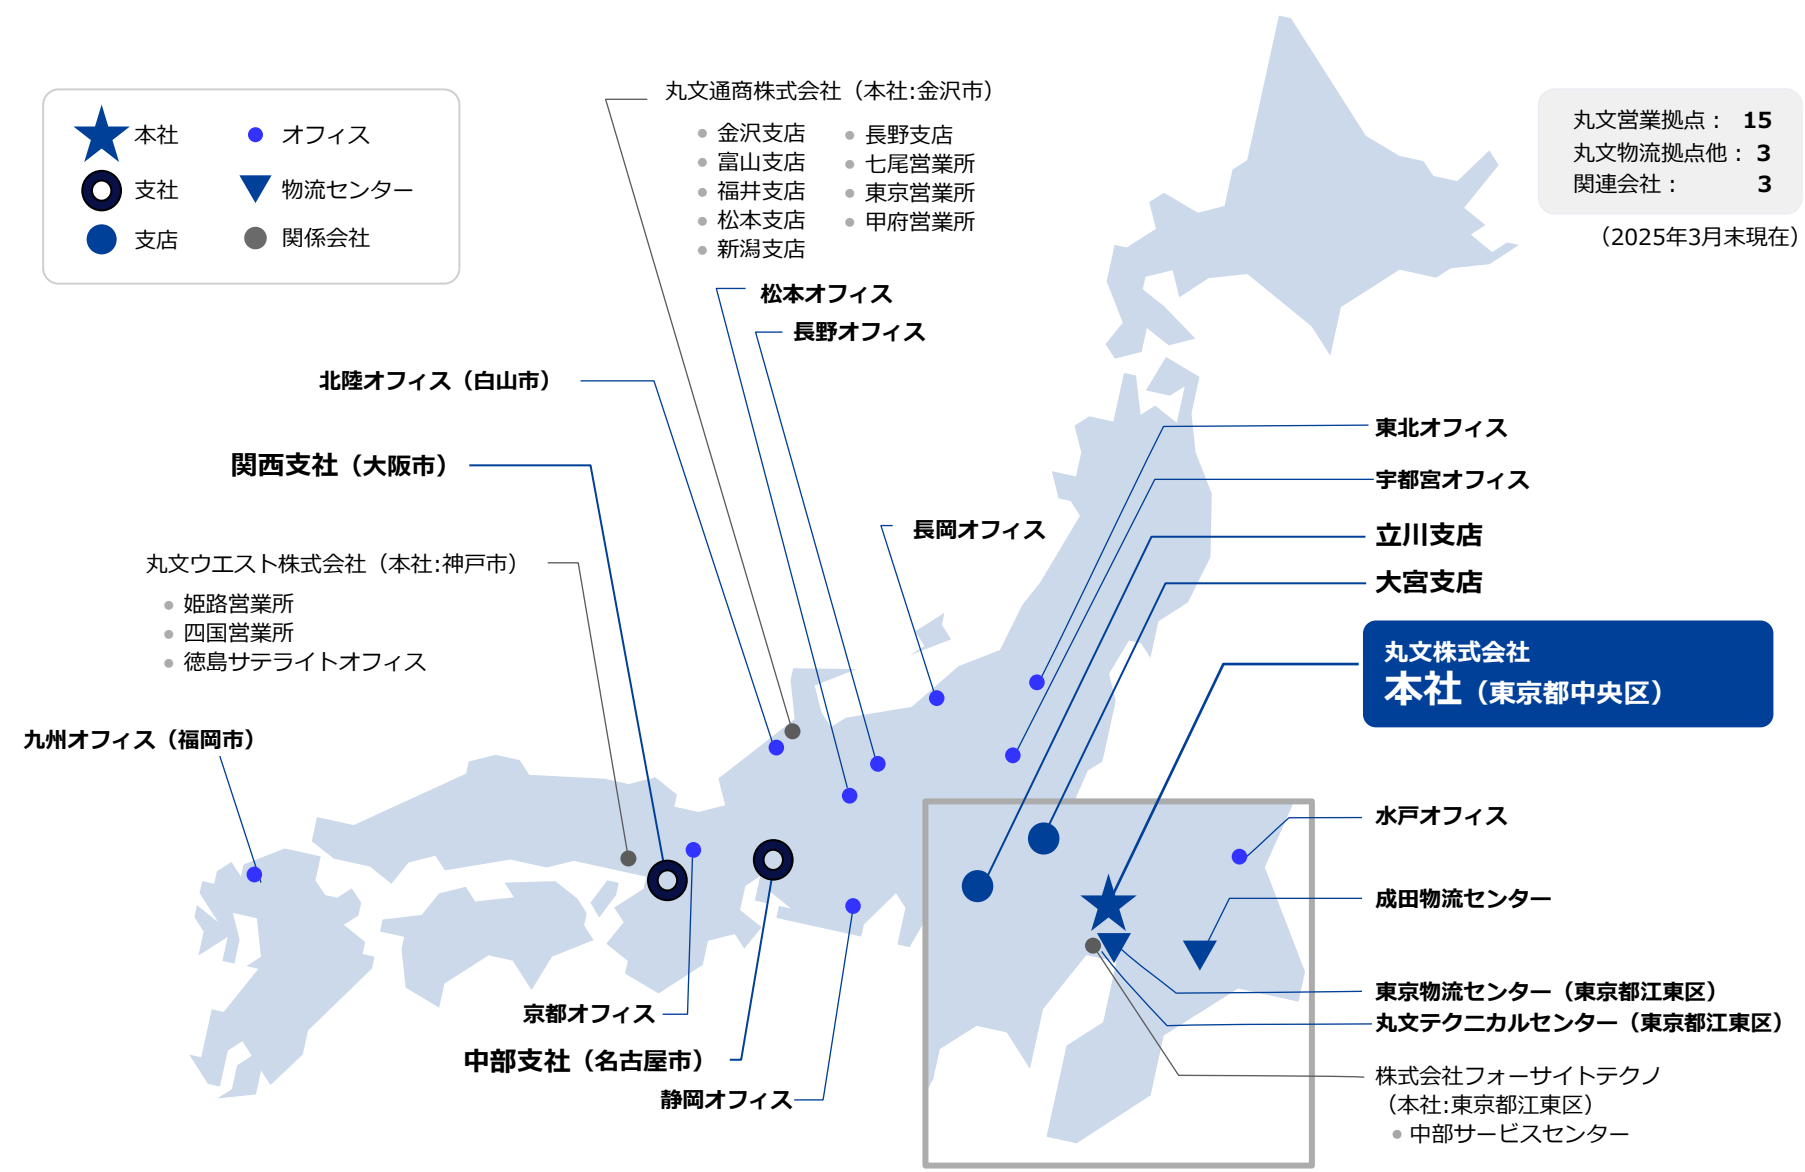 本社
オフィス
支社
物流センター
支店
関係会社
丸文通商株式会社（本社:金沢市）
金沢支店
富山支店
福井支店
松本支店
新潟支店
長野支店
七尾営業所
東京営業所
甲府営業所
丸文営業拠点： 15
丸文物流拠点他： 3
関連会社： 3
（2025年3月末現在）
松本オフィス
長野オフィス
北陸オフィス（白山市）
関西支社（大阪市）
長岡オフィス
丸文ウエスト株式会社（本社:神戸市）
姫路営業所
四国営業所
徳島サテライトオフィス
九州オフィス（福岡市）
東北オフィス
宇都宮オフィス
立川支店
大宮支店
丸文株式会社
本社（東京都中央区）
水戸オフィス
成田物流センター
東京物流センター（東京都江東区）
丸文テクニカルセンター（東京都江東区）
株式会社フォーサイトテクノ
（本社:東京都江東区）
中部サービスセンター
京都オフィス
中部支社（名古屋市）
静岡オフィス